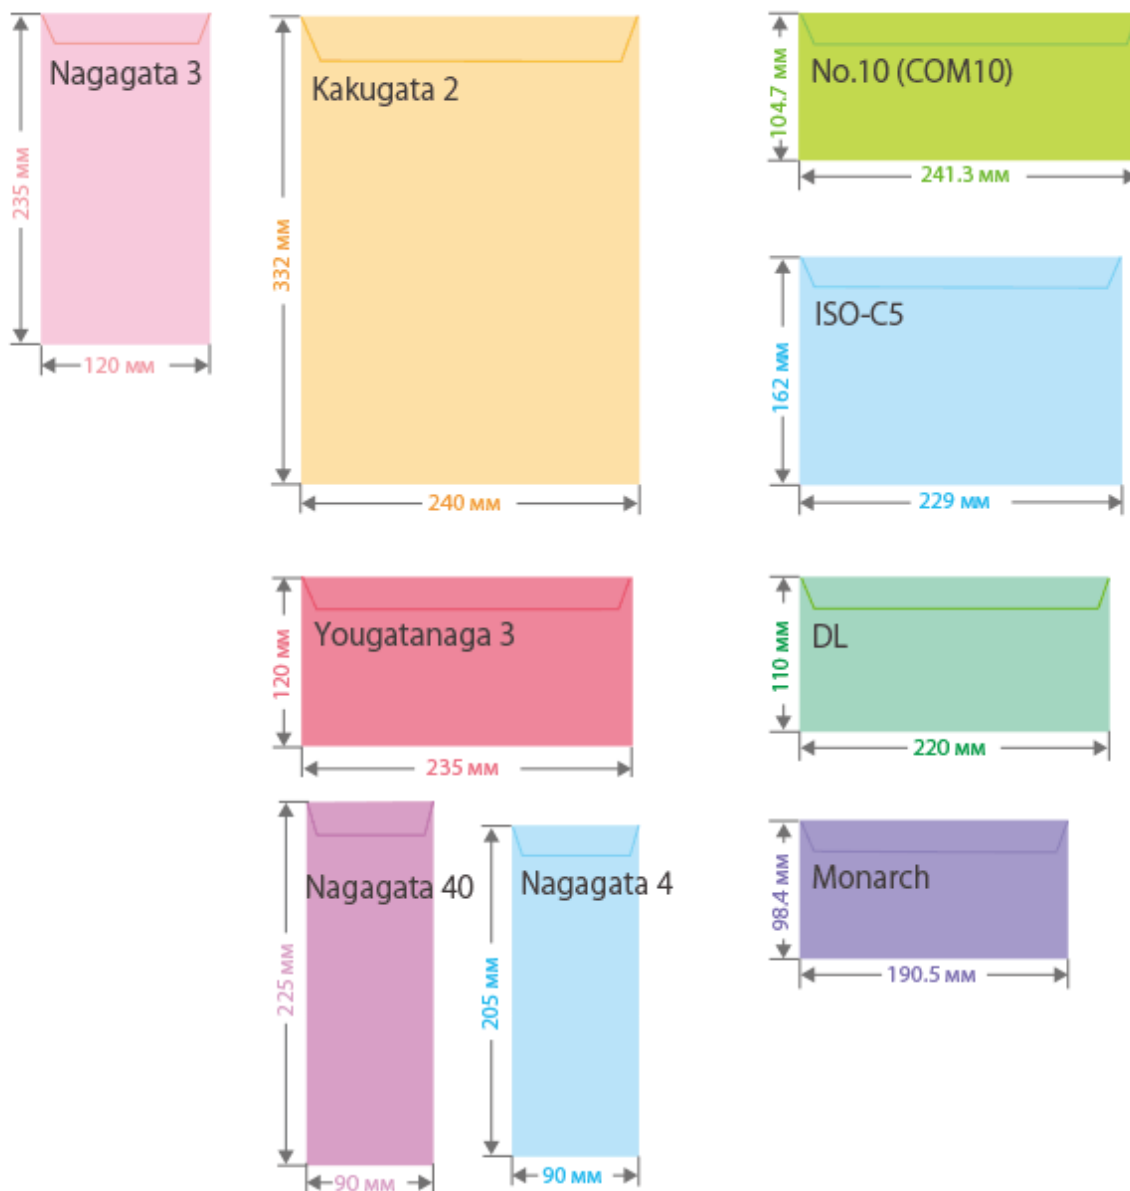 Nagagata 3
235 мм
120 мм
Kakugata 2
332 мм
240 мм
No.10 (COM10)
104.7 мм
241.3 мм
ISO-C5
162 мм
229 мм
Yougatanaga 3
120 мм
235 мм
DL
110 мм
220 мм
Nagagata 40
225 мм
90 мм
Nagagata 4
205 мм
90 мм
Monarch
98.4 мм
190.5 мм